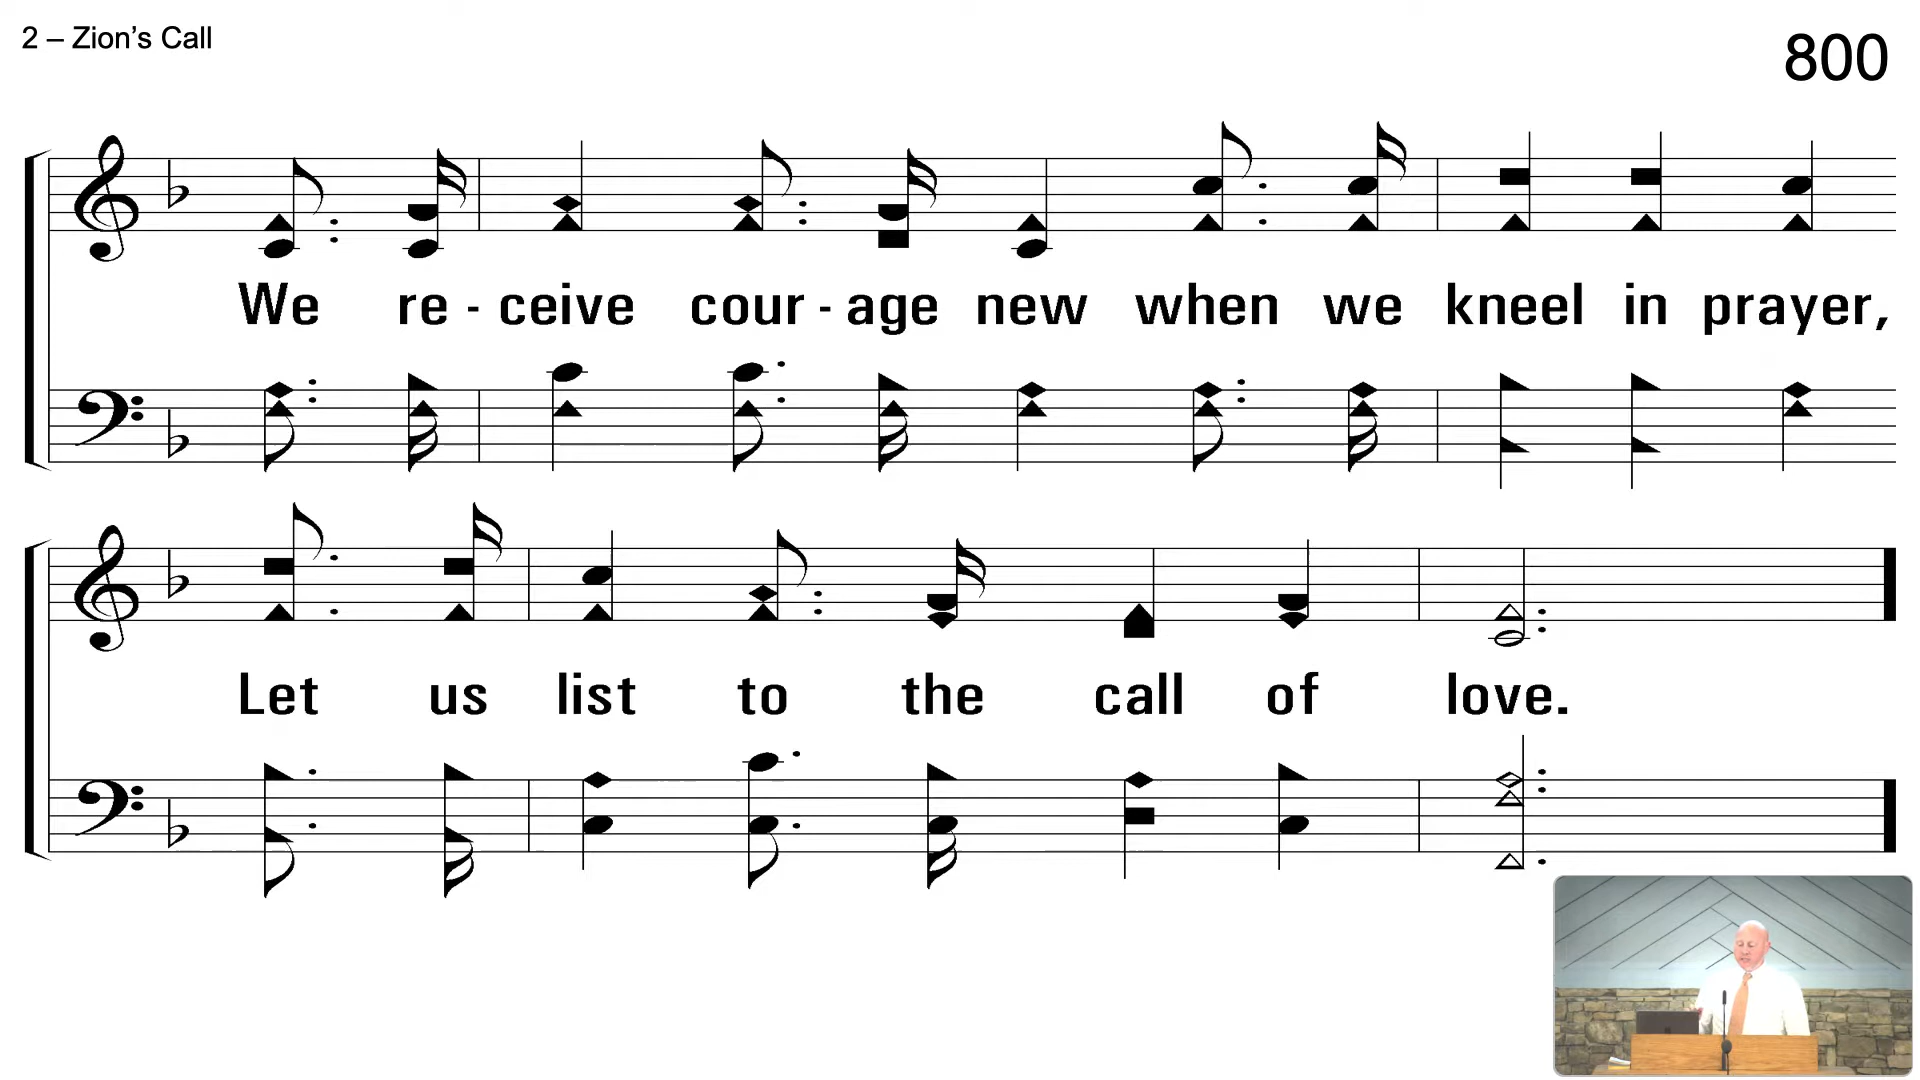 2 – Zion’s Call
800
We re - ceive cour - age new when we kneel in prayer,
Let us list to the call of love.